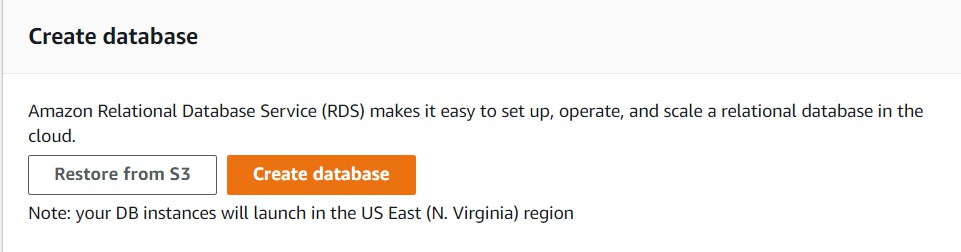 Create database
Amazon Relational Database Service (RDS) makes it easy to set up, operate, and scale a relational database in the
cloud.
Restore from S3 Create database
Note: your DB instances will launch in the US East (N. Virginia) region